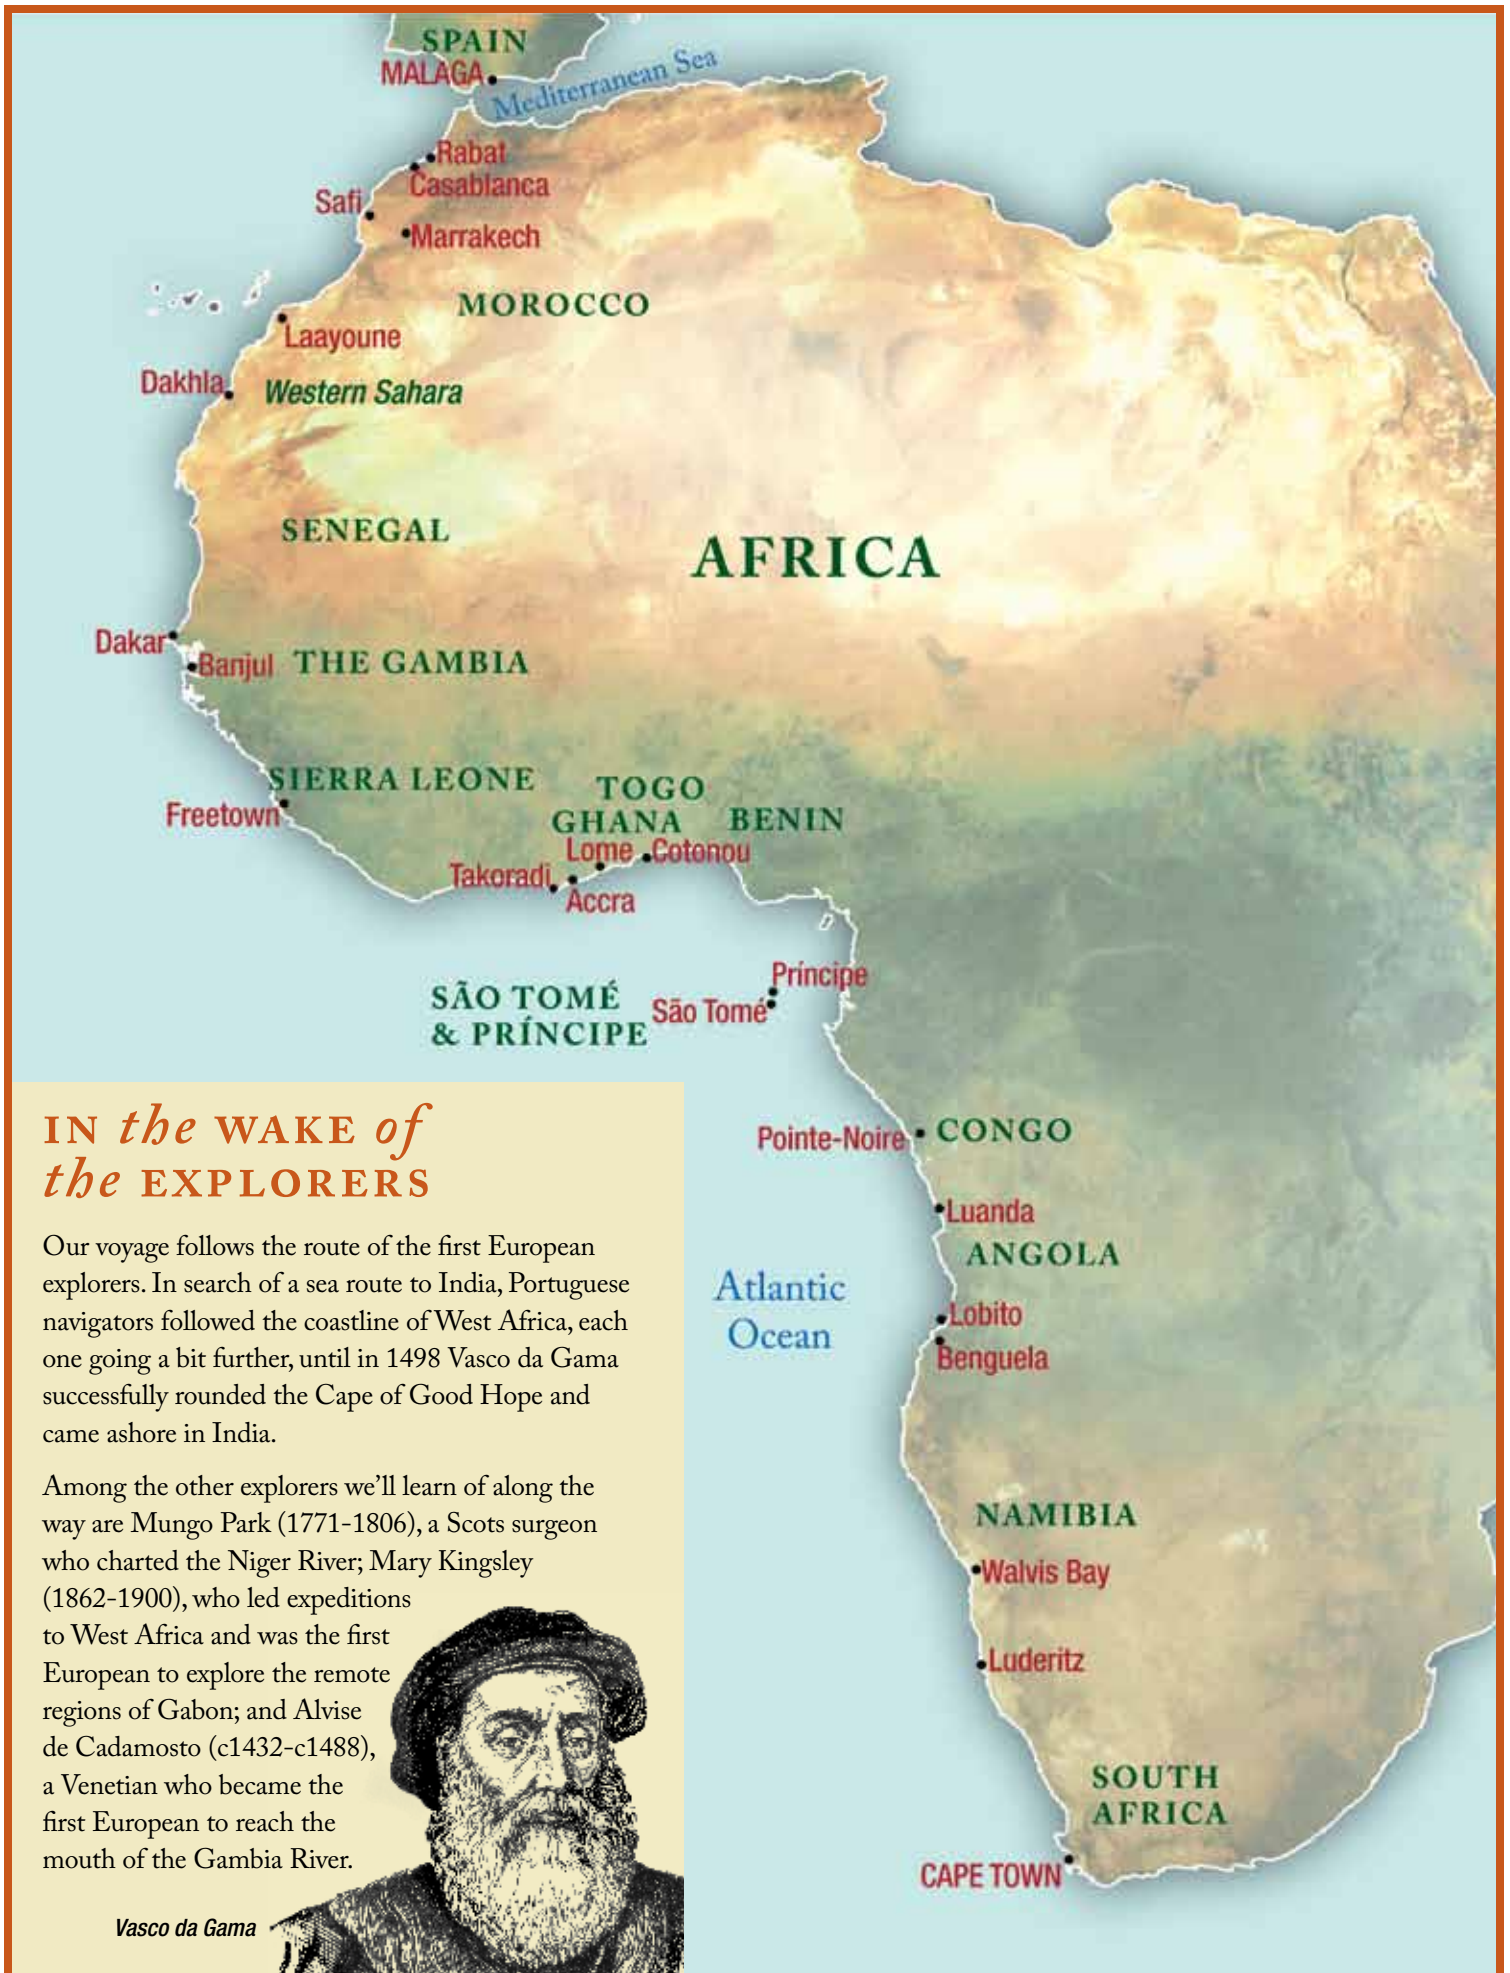 SPAIN
MALAGA
Mediterranean Sea
Rabat
Casablanca
Safi
Marrakech
MOROCCO
Laayoune
Dakhla
Western Sahara
SENEGAL
AFRICA
Dakar
Banjul
THE GAMBIA
SIERRA LEONE
Freetown
TOGO
GHANA
BENIN
Lome
Cotonou
Takoradi
Accra
Príncipe
SÃO TOMÉ
& PRÍNCIPE
São Tomé
Pointe-Noire
CONGO
Luanda
ANGOLA
Atlantic
Ocean
Lobito
Benguela
NAMIBIA
Walvis Bay
Luderitz
SOUTH
AFRICA
CAPE TOWN
IN the WAKE of
the EXPLORERS
Our voyage follows the route of the first European
explorers. In search of a sea route to India, Portuguese
navigators followed the coastline of West Africa, each
one going a bit further, until in 1498 Vasco da Gama
successfully rounded the Cape of Good Hope and
came ashore in India.
Among the other explorers we'll learn of along the
way are Mungo Park (1771-1806), a Scots surgeon
who charted the Niger River; Mary Kingsley
(1862-1900), who led expeditions
to West Africa and was the first
European to explore the remote
regions of Gabon; and Alvise
de Cadamosto (c1432-c1488),
a Venetian who became the
first European to reach the
mouth of the Gambia River.
Vasco da Gama